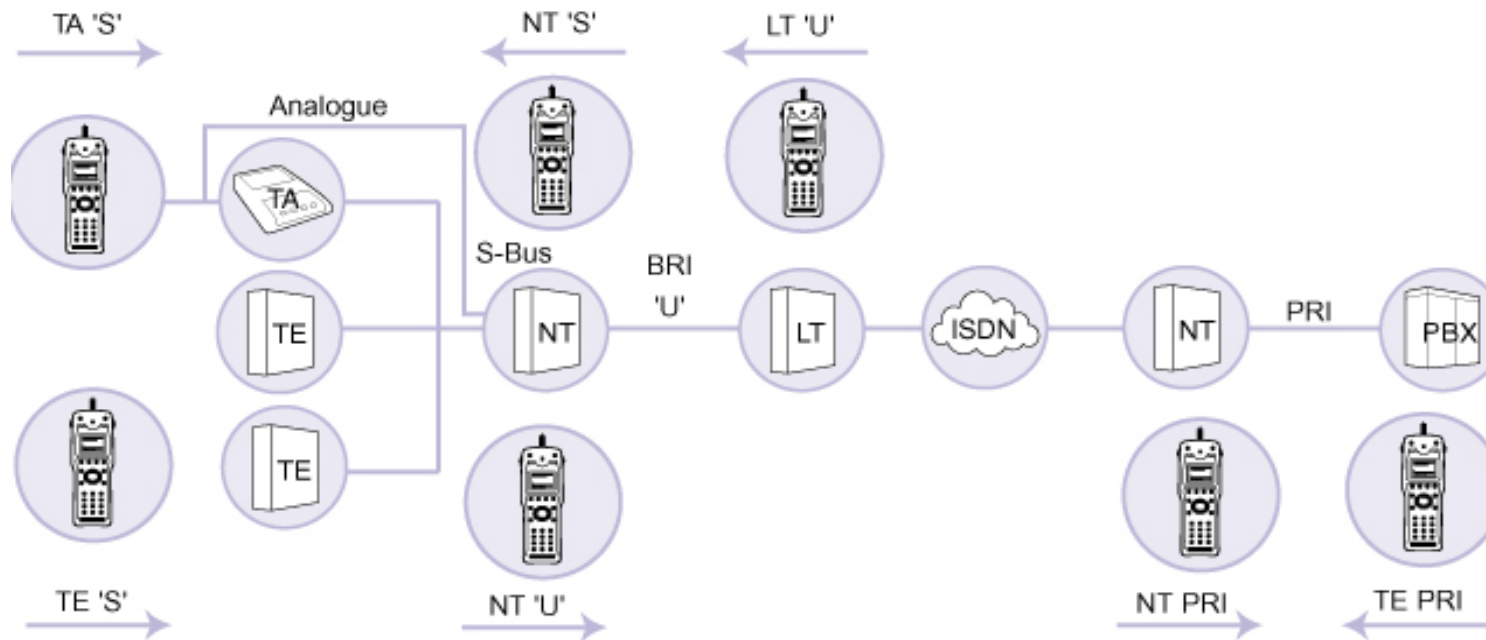 TA 'S'
NT 'S'
LT 'U'
Analogue
TA
S-Bus
BRI
'U'
TE
NT
LT
ISDN
NT
PRI
PBX
TE
TE 'S'
NT 'U'
NT PRI
TE PRI